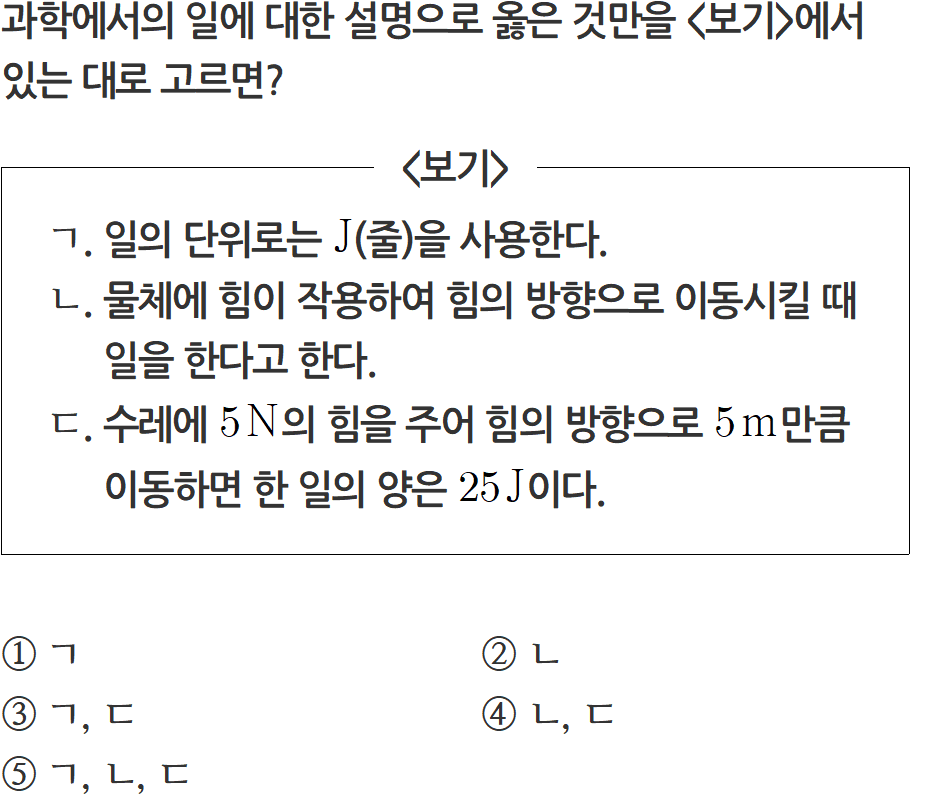 과학에서의 일에 대한 설명으로 옳은 것만을 <보기>에서
있는 대로 고르면?
<보기>
ㄱ. 일의 단위로는 J(줄)을 사용한다.
ㄴ. 물체에 힘이 작용하여 힘의 방향으로 이동시킬 때
일을 한다고 한다.
ㄷ. 수레에 5N의 힘을 주어 힘의 방향으로 5m만큼
이동하면 한 일의 양은 25J이다.
① ㄱ ② ㄴ
③ ㄱ, ㄷ ④ ㄴ, ㄷ
⑤ ㄱ, ㄴ, ㄷ